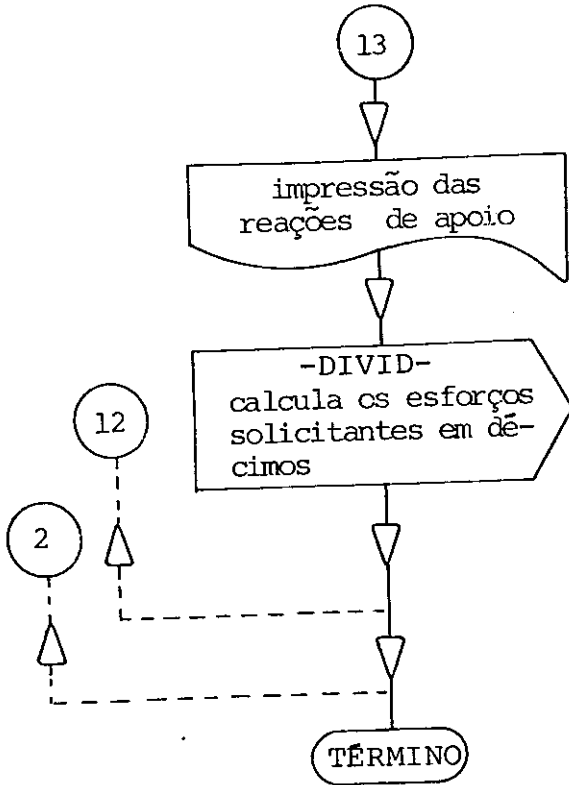 13
impressão das
reações de apoio
-DIVID-
calcula os esforços
solicitantes em dé-
cimos
12
2
TÉRMINO